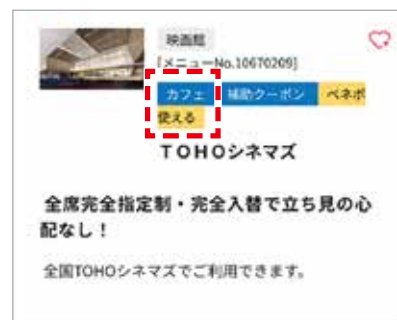 映画館
[メニューNo.10670209]
カフェ 補助クーポン ベネポ
使える
TOHOシネマズ
全席完全指定制・完全入替で立ち見の心
配なし！
全国TOHOシネマズでご利用できます。